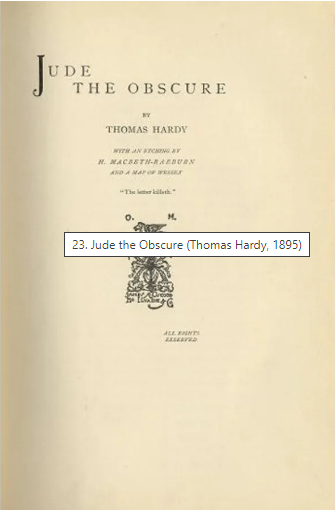 JUDE
THE OBSCURE
BY
THOMAS HARDY
WITH AN ETCHING BY
H. MACBETH-RAEBURN
AND A MAP OF WESSEX
"The letter killeth."
O. M.
23. Jude the Obscure (Thomas Hardy, 1895)
ALL RIGHTS
RESERVED